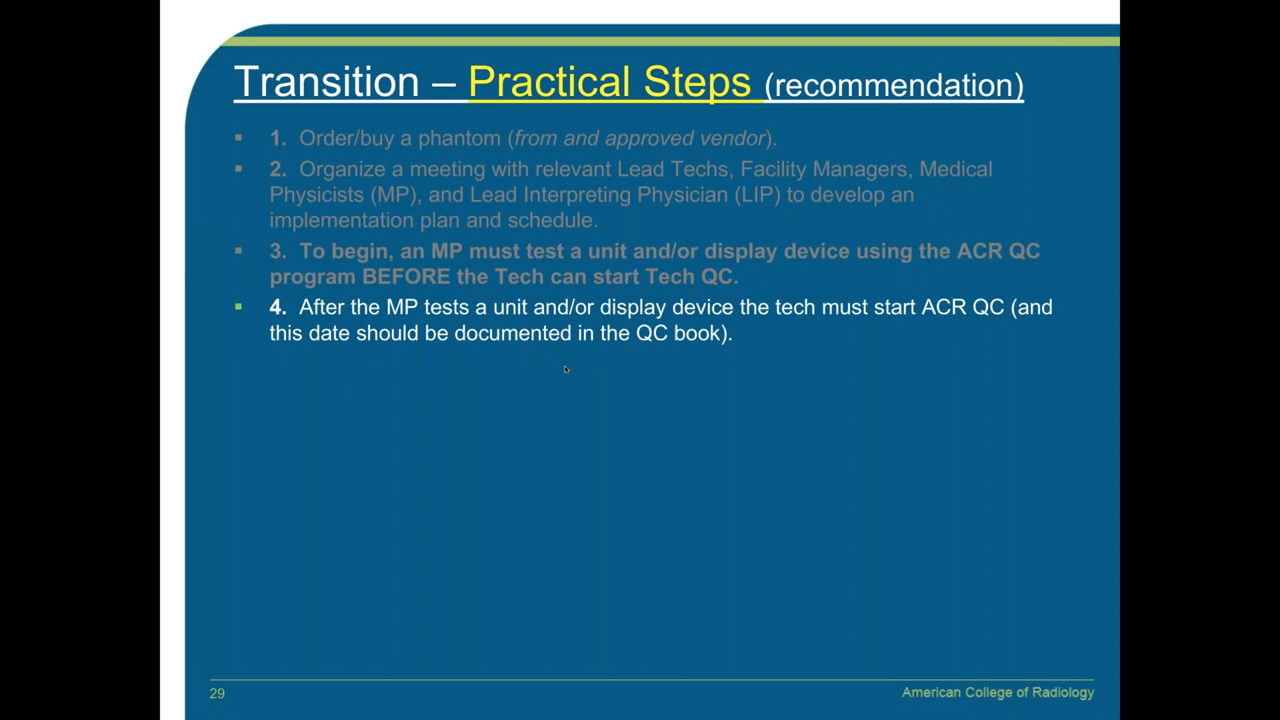 Transition – Practical Steps (recommendation)
▪ 1. Order/buy a phantom (from and approved vendor).
▪ 2. Organize a meeting with relevant Lead Techs, Facility Managers, Medical
Physicists (MP), and Lead Interpreting Physician (LIP) to develop an
implementation plan and schedule.
▪ 3. To begin, an MP must test a unit and/or display device using the ACR QC
program BEFORE the Tech can start Tech QC.
▪ 4. After the MP tests a unit and/or display device the tech must start ACR QC (and
this date should be documented in the QC book).
29
American College of Radiology